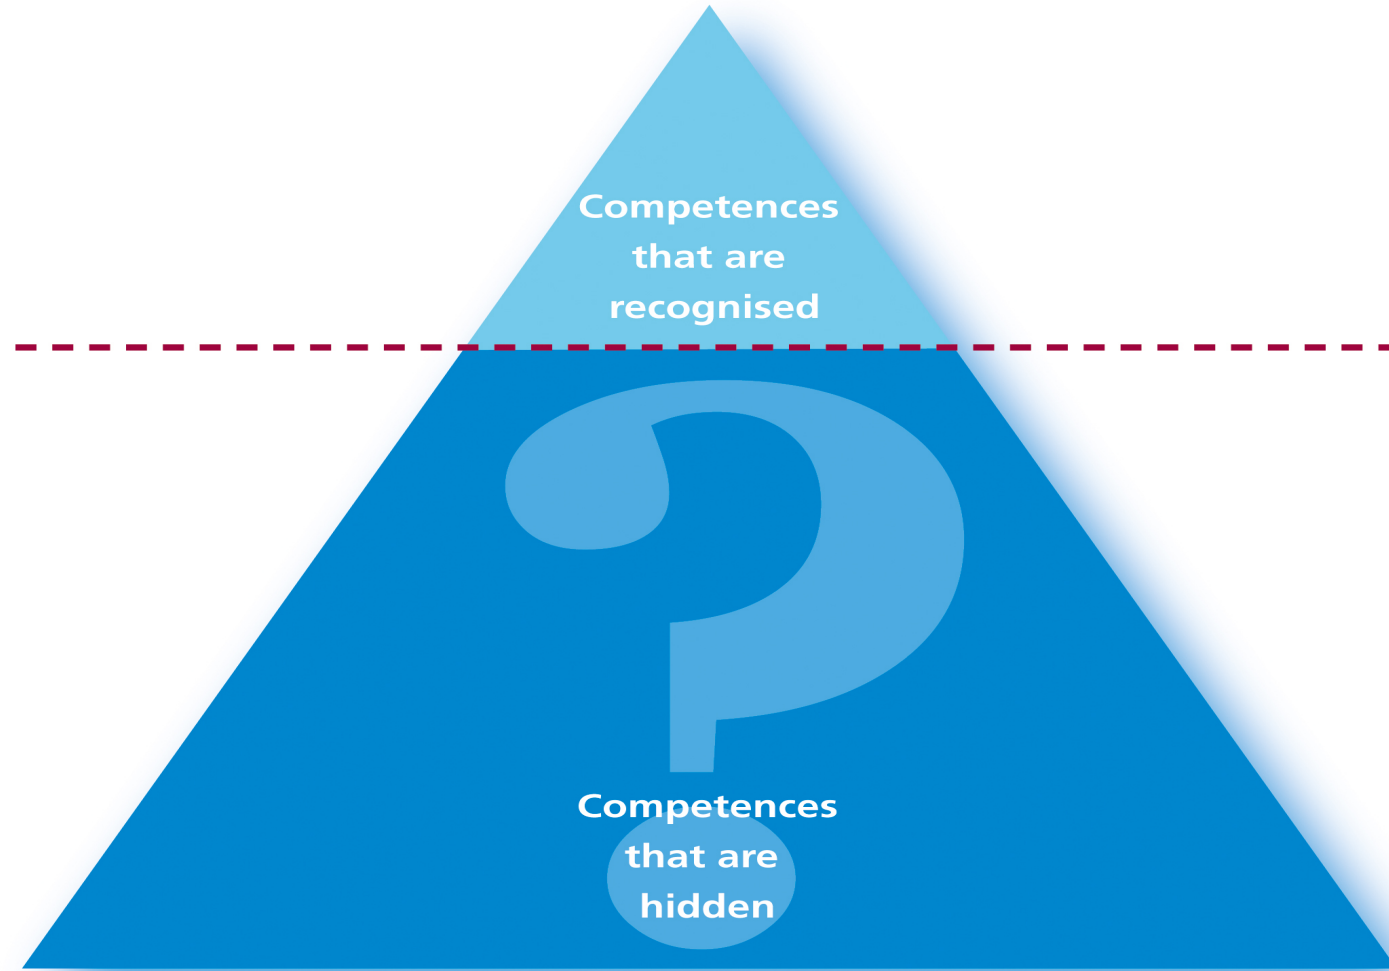 Competences
that are
recognised
?
Competences
that are
hidden